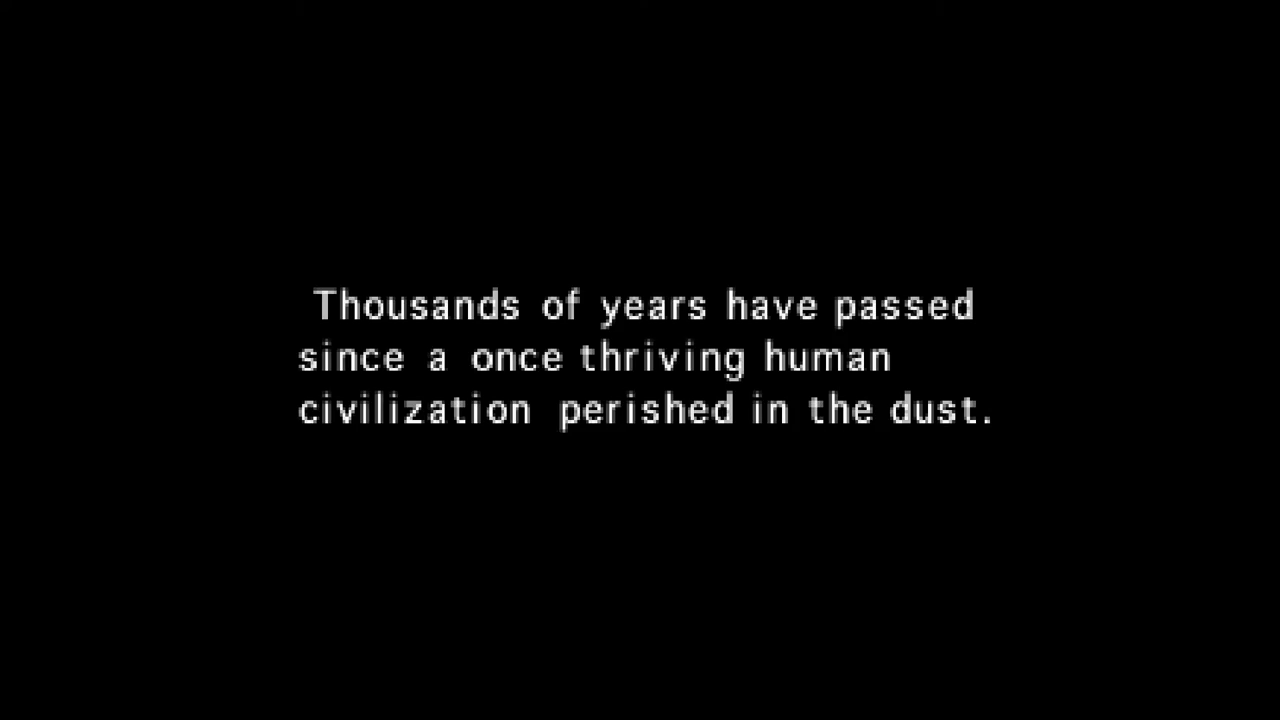 Thousands of years have passed
since a once thriving human
civilization perished in the dust.